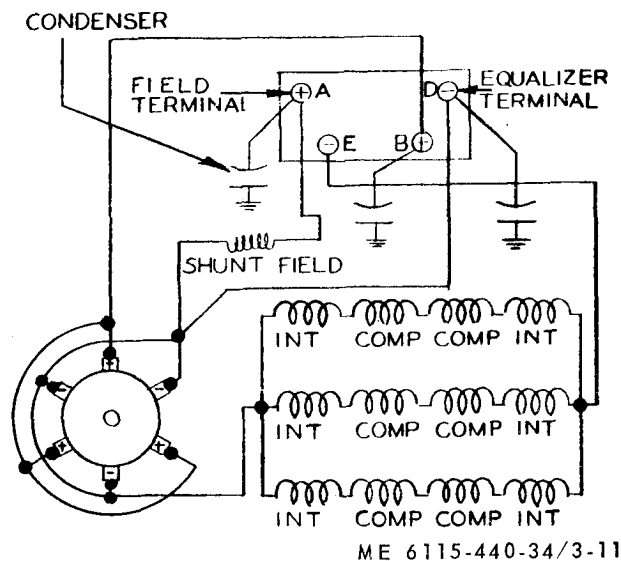 CONDENSER
FIELD
TERMINAL
A
D
EQUALIZER
TERMINAL
E
B
SHUNT FIELD
INT COMP COMP INT
INT COMP COMP INT
INT COMP COMP INT
ME 6115-440-34/3-11